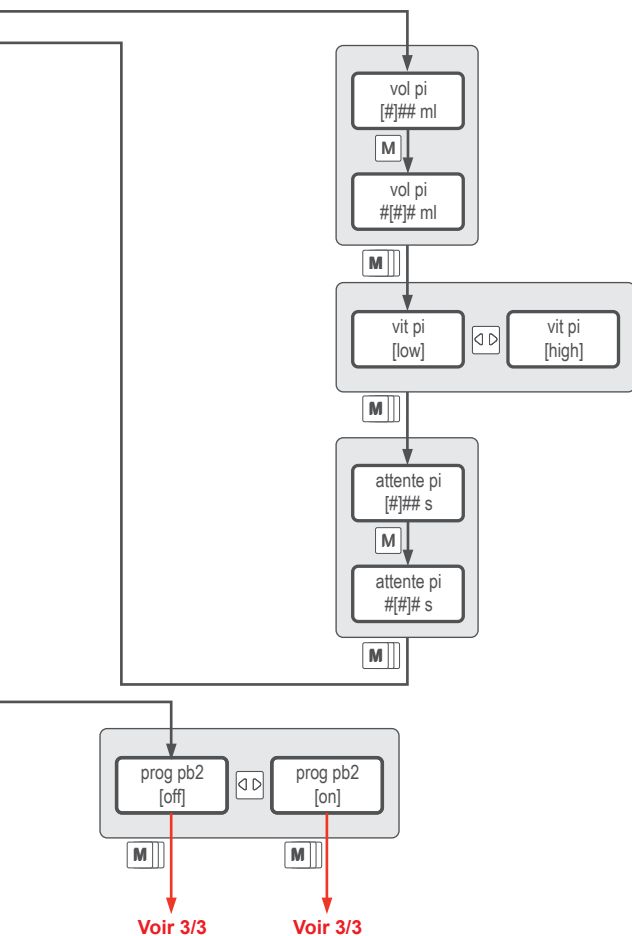 vol pi
[#]## ml
M
vol pi
#[#]# ml
M
vit pi
[low]
vit pi
[high]
M
attente pi
[#]## s
M
attente pi
#[#]# s
M
prog pb2
[off]
prog pb2
[on]
M
M
Voir 3/3
Voir 3/3